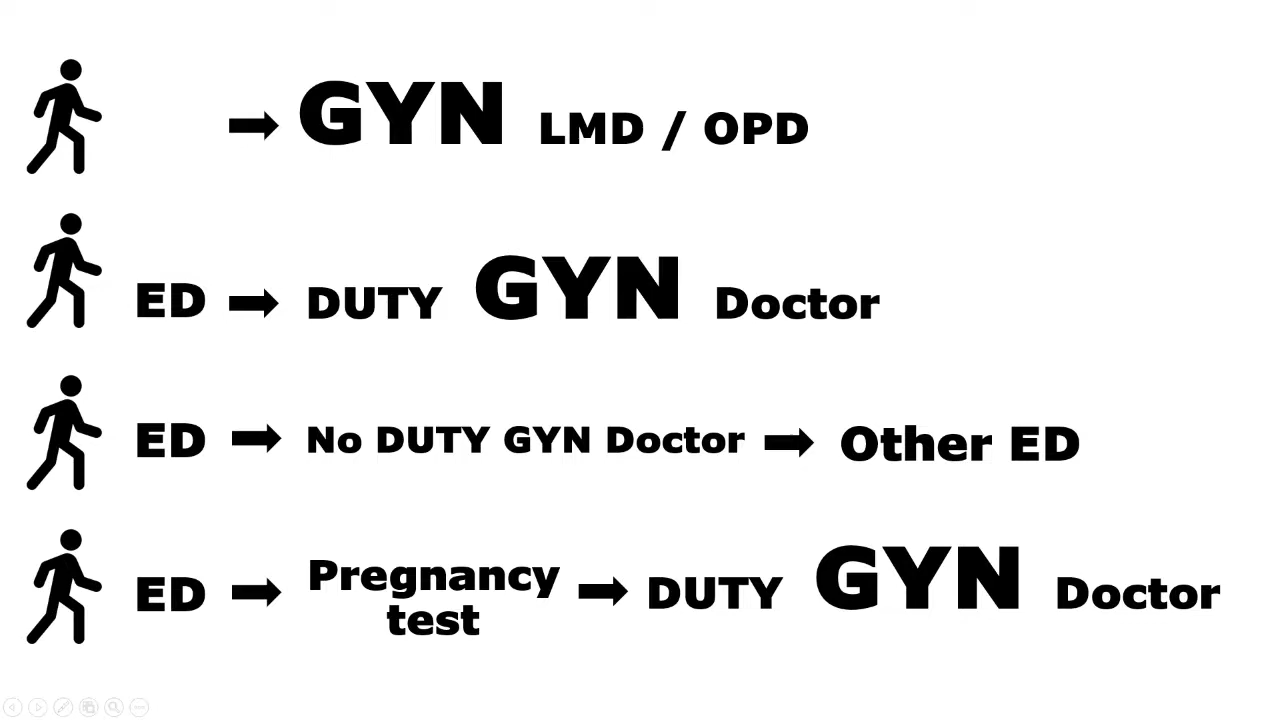 GYN LMD / OPD
ED DUTY GYN Doctor
ED No DUTY GYN Doctor Other ED
ED Pregnancy test DUTY GYN Doctor